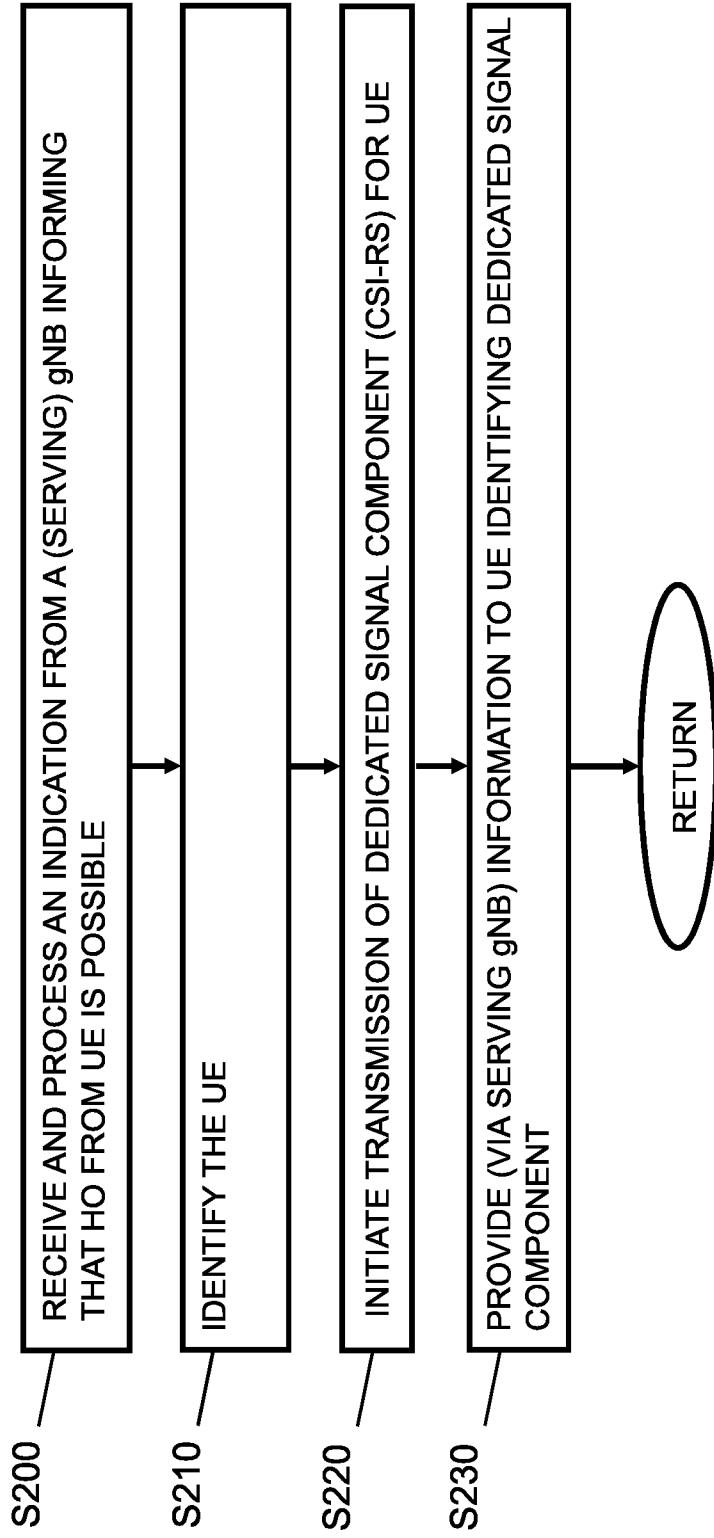 S200
RECEIVE AND PROCESS AN INDICATION FROM A (SERVING) gNB INFORMING
THAT HO FROM UE IS POSSIBLE
S210
IDENTIFY THE UE
S220
INITIATE TRANSMISSION OF DEDICATED SIGNAL COMPONENT (CSI-RS) FOR UE
S230
PROVIDE (VIA SERVING gNB) INFORMATION TO UE IDENTIFYING DEDICATED SIGNAL
COMPONENT
RETURN